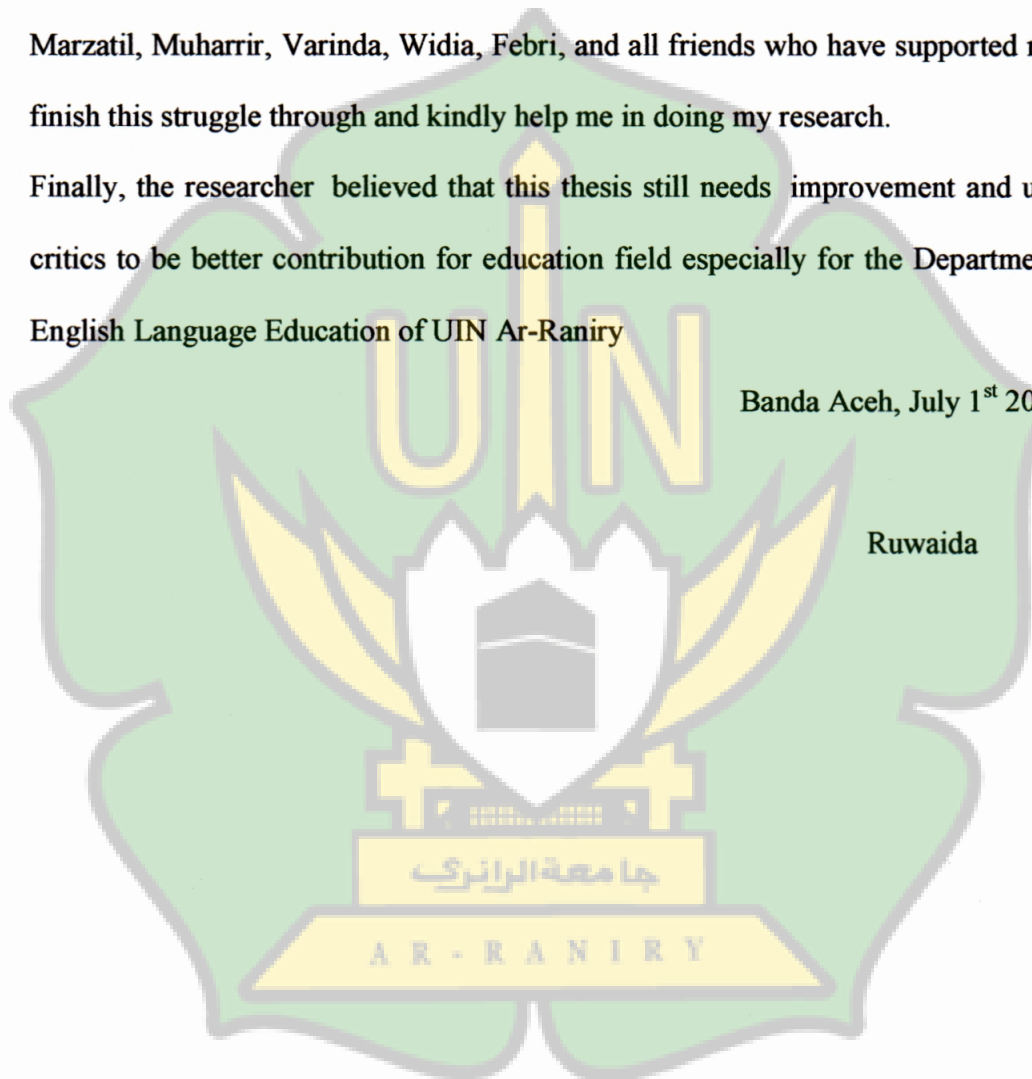 Marzatil, Muharrir, Varinda, Widia, Febri, and all friends who have supported
finish this struggle through and kindly help me in doing my research.
Finally, the researcher believed that this thesis still needs improvement and
critics to be better contribution for education field especially for the
English Language Education of UIN Ar-Raniry
Banda Aceh, July 1st
Ruwaida
UIN
جامعة الرانري
AR-RANIRY